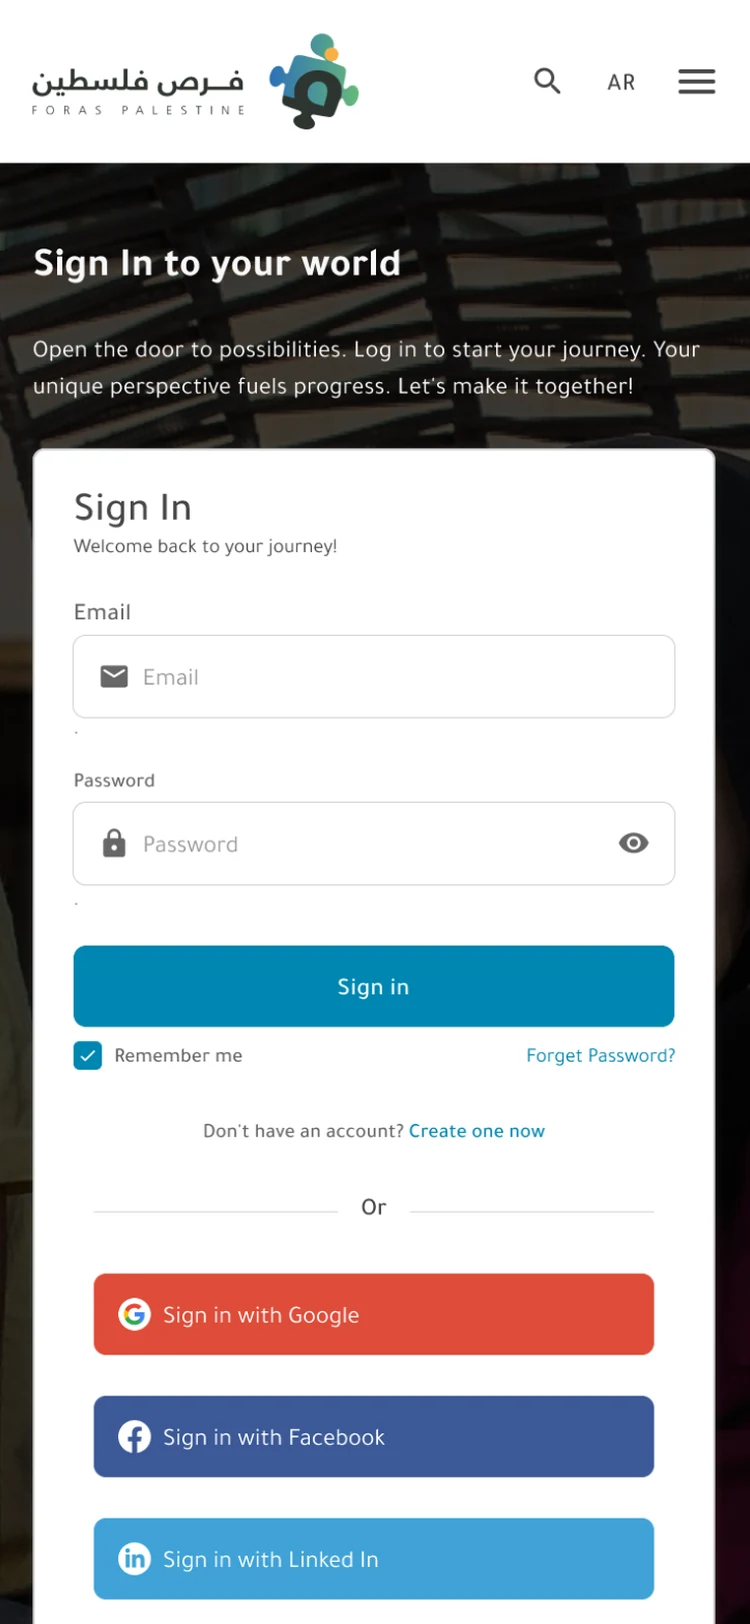 فــرص فلسطين
FORAS PALESTINE
AR
Sign In to your world
Open the door to possibilities. Log in to start your journey. Your
unique perspective fuels progress. Let's make it together!
Sign In
Welcome back to your journey!
Email
Email
.
Password
Password
.
Sign in
Remember me
Forget Password?
Don't have an account? Create one now
Or
Sign in with Google
Sign in with Facebook
Sign in with Linked In